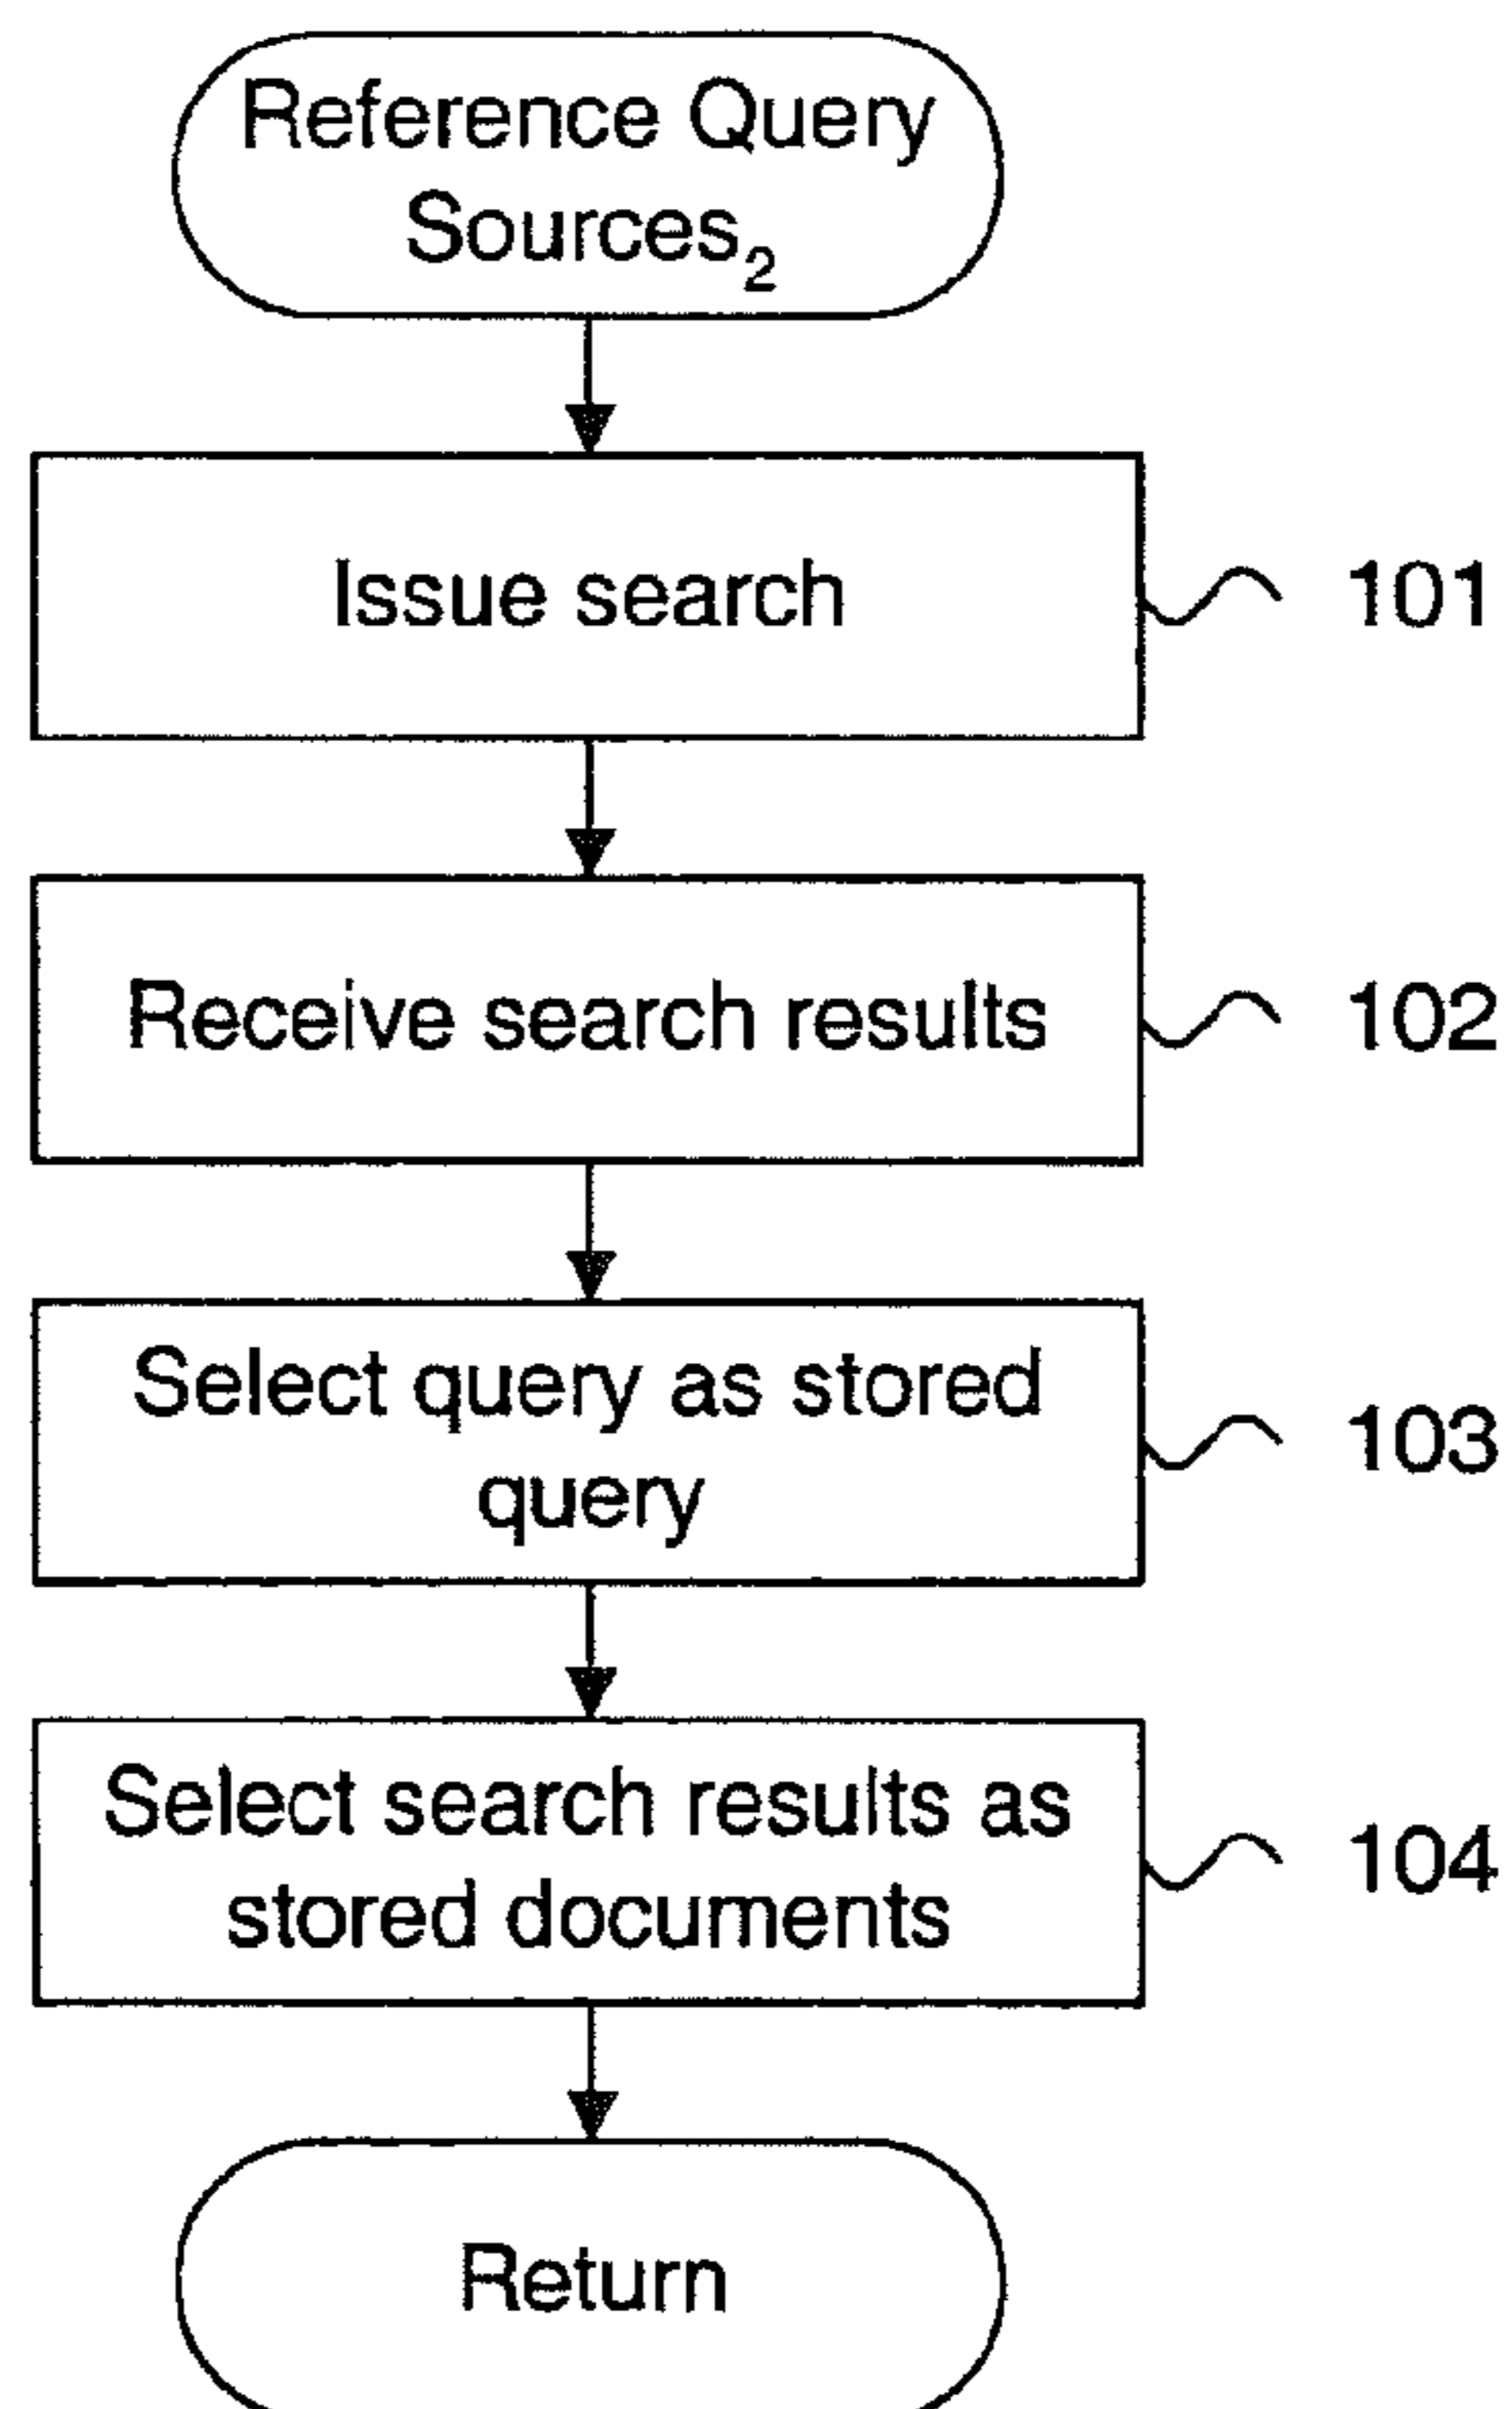 Reference Query
Sources₂
Issue search
101
Receive search results
102
Select query as stored
query
103
Select search results as
stored documents
104
Return